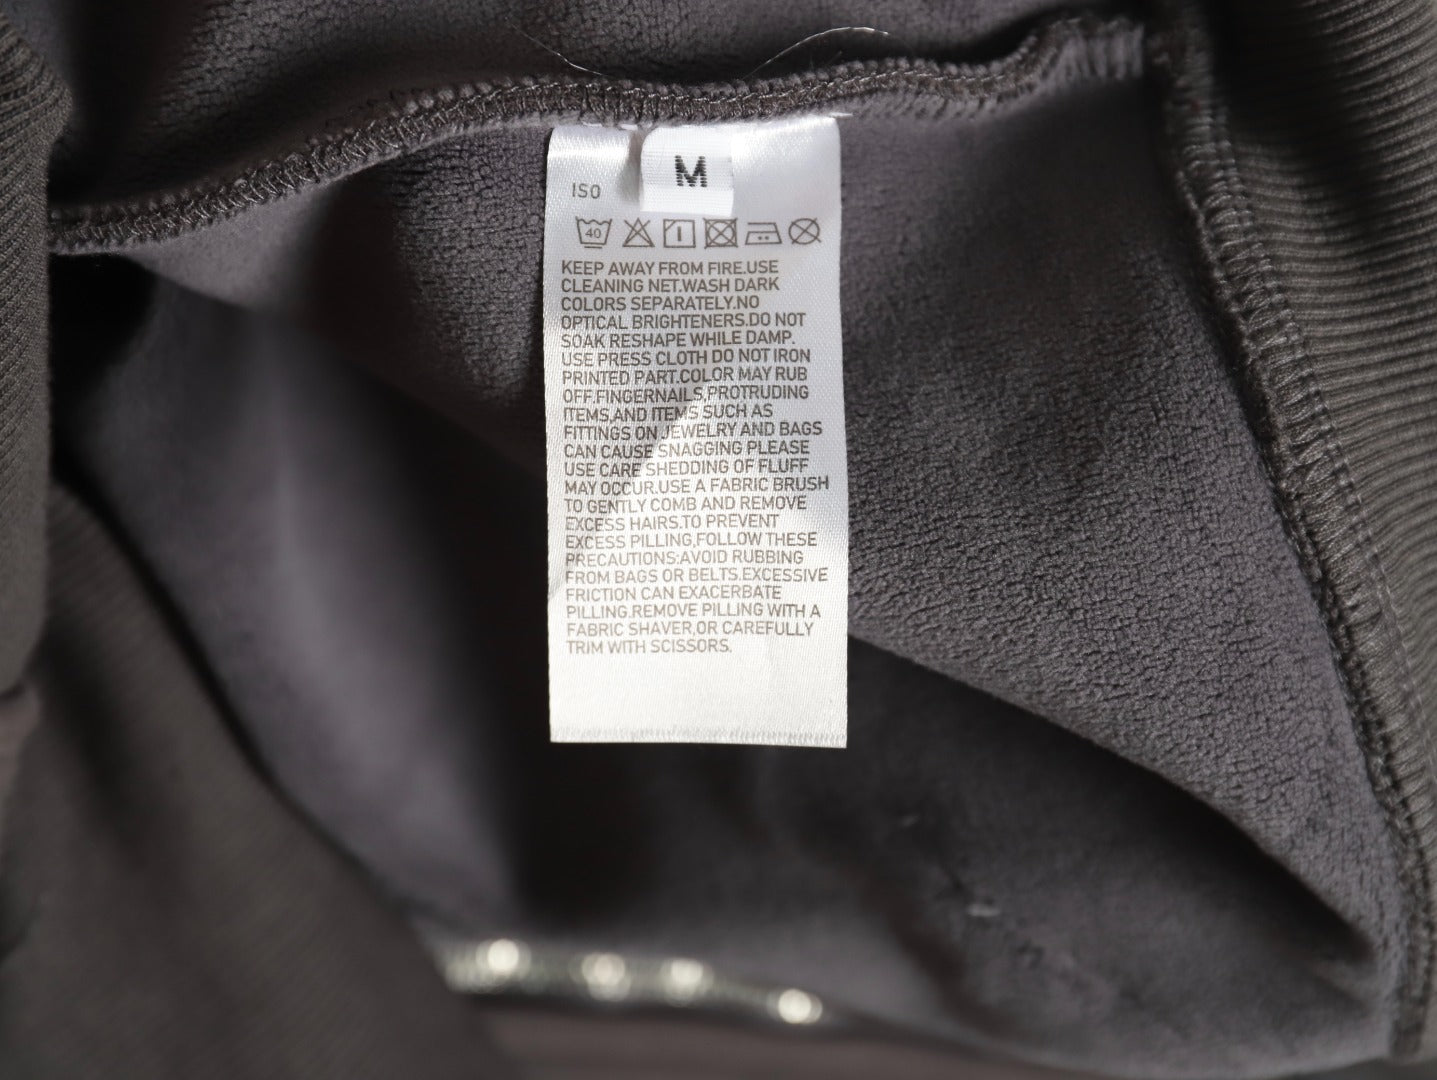 M
ISO
40
KEEP AWAY FROM FIRE.USE
CLEANING NET.WASH DARK
COLORS SEPARATELY.NO
OPTICAL BRIGHTENERS.DO NOT
SOAK RESHAPE WHILE DAMP.
USE PRESS CLOTH DO NOT IRON
PRINTED PART.COLOR MAY RUB
OFF.FINGERNAILS,PROTRUDING
ITEMS,AND ITEMS SUCH AS
FITTINGS ON JEWELRY AND BAGS
CAN CAUSE SNAGGING PLEASE
USE CARE SHEDDING OF FLUFF
MAY OCCUR.USE A FABRIC BRUSH
TO GENTLY COMB AND REMOVE
EXCESS HAIRS.TO PREVENT
EXCESS PILLING,FOLLOW THESE
PRECAUTIONS:AVOID RUBBING
FROM BAGS OR BELTS.EXCESSIVE
FRICTION CAN EXACERBATE
PILLING.REMOVE PILLING WITH A
FABRIC SHAVER,OR CAREFULLY
TRIM WITH SCISSORS.